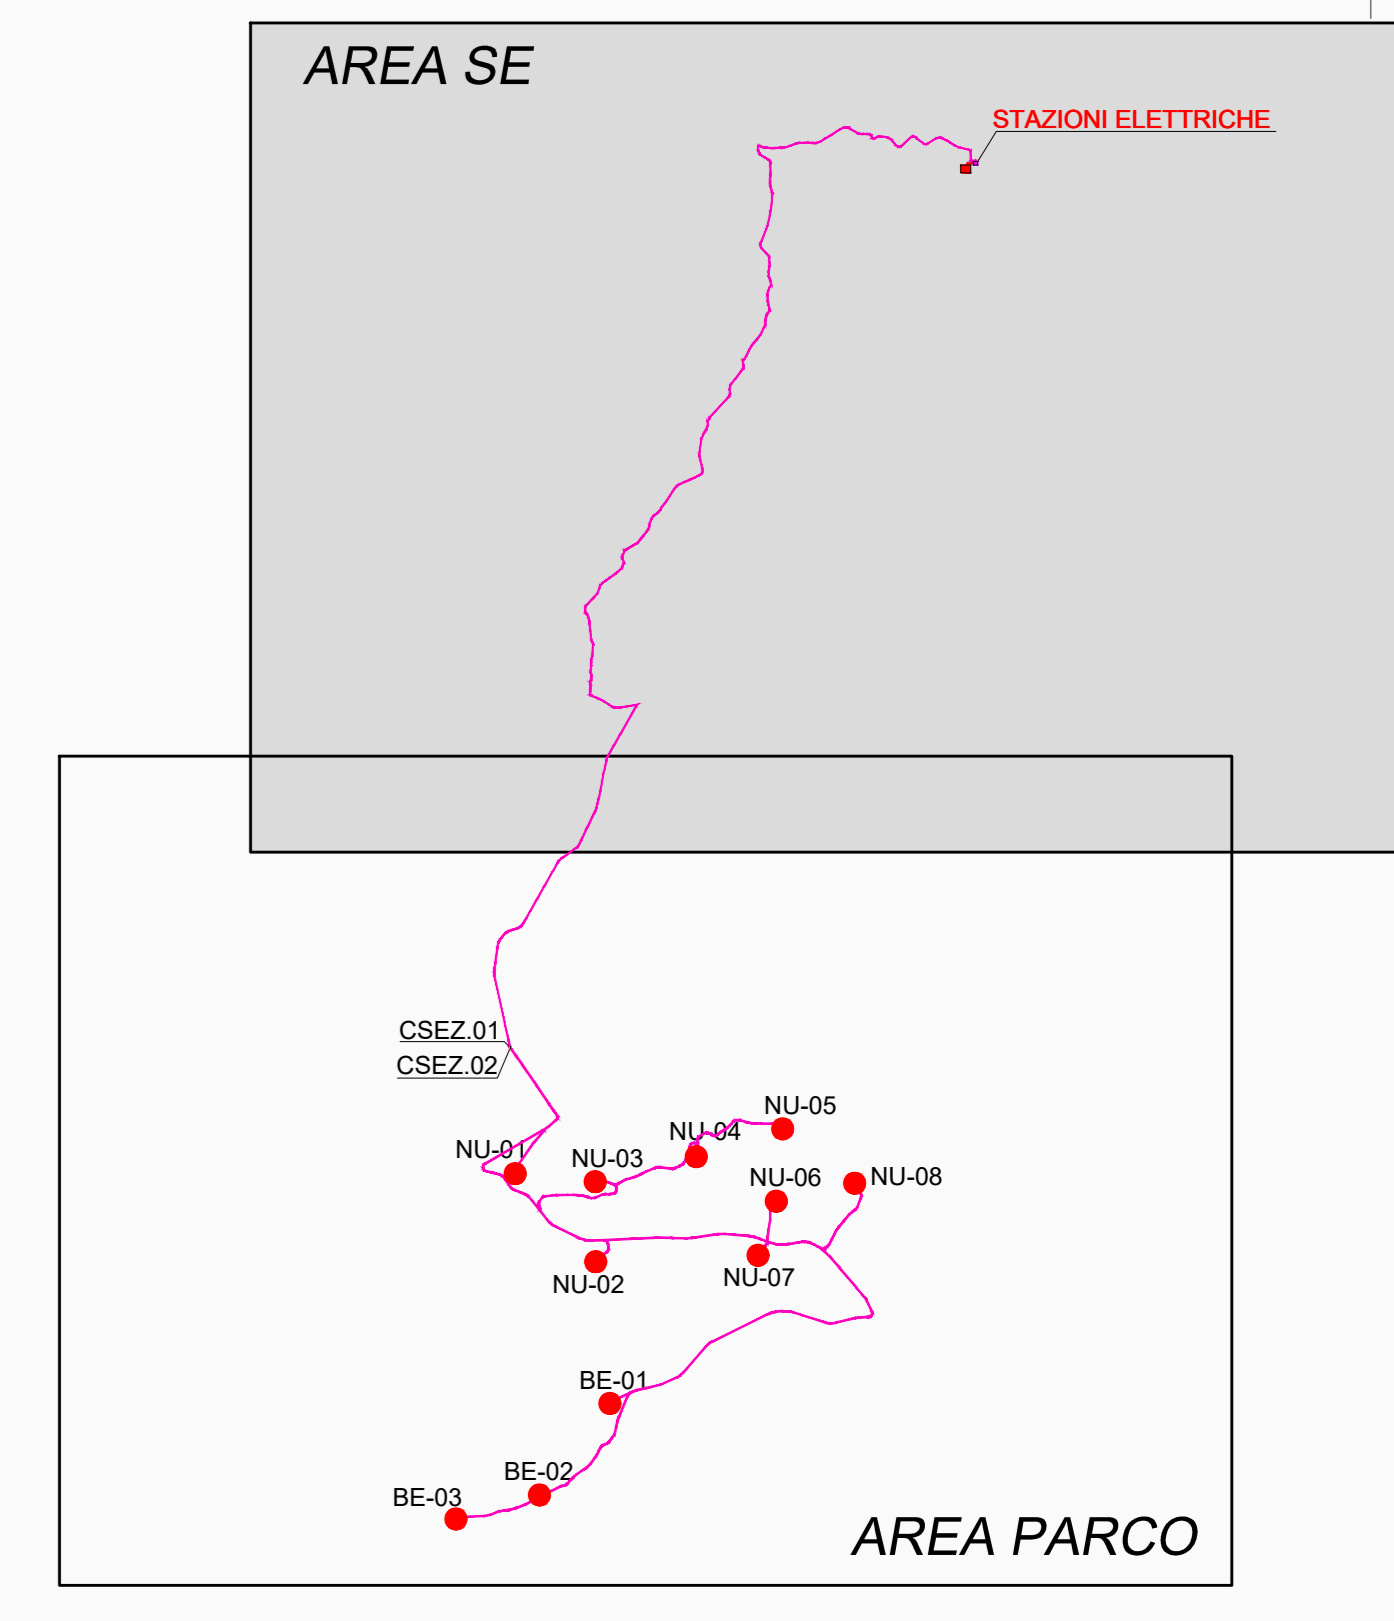 AREA SE
STAZIONI ELETTRICHE
CSEZ.01
CSEZ.02
NU-05
NU-04
NU-01
NU-03
NU-06
NU-08
NU-02
NU-07
BE-01
BE-02
BE-03
AREA PARCO